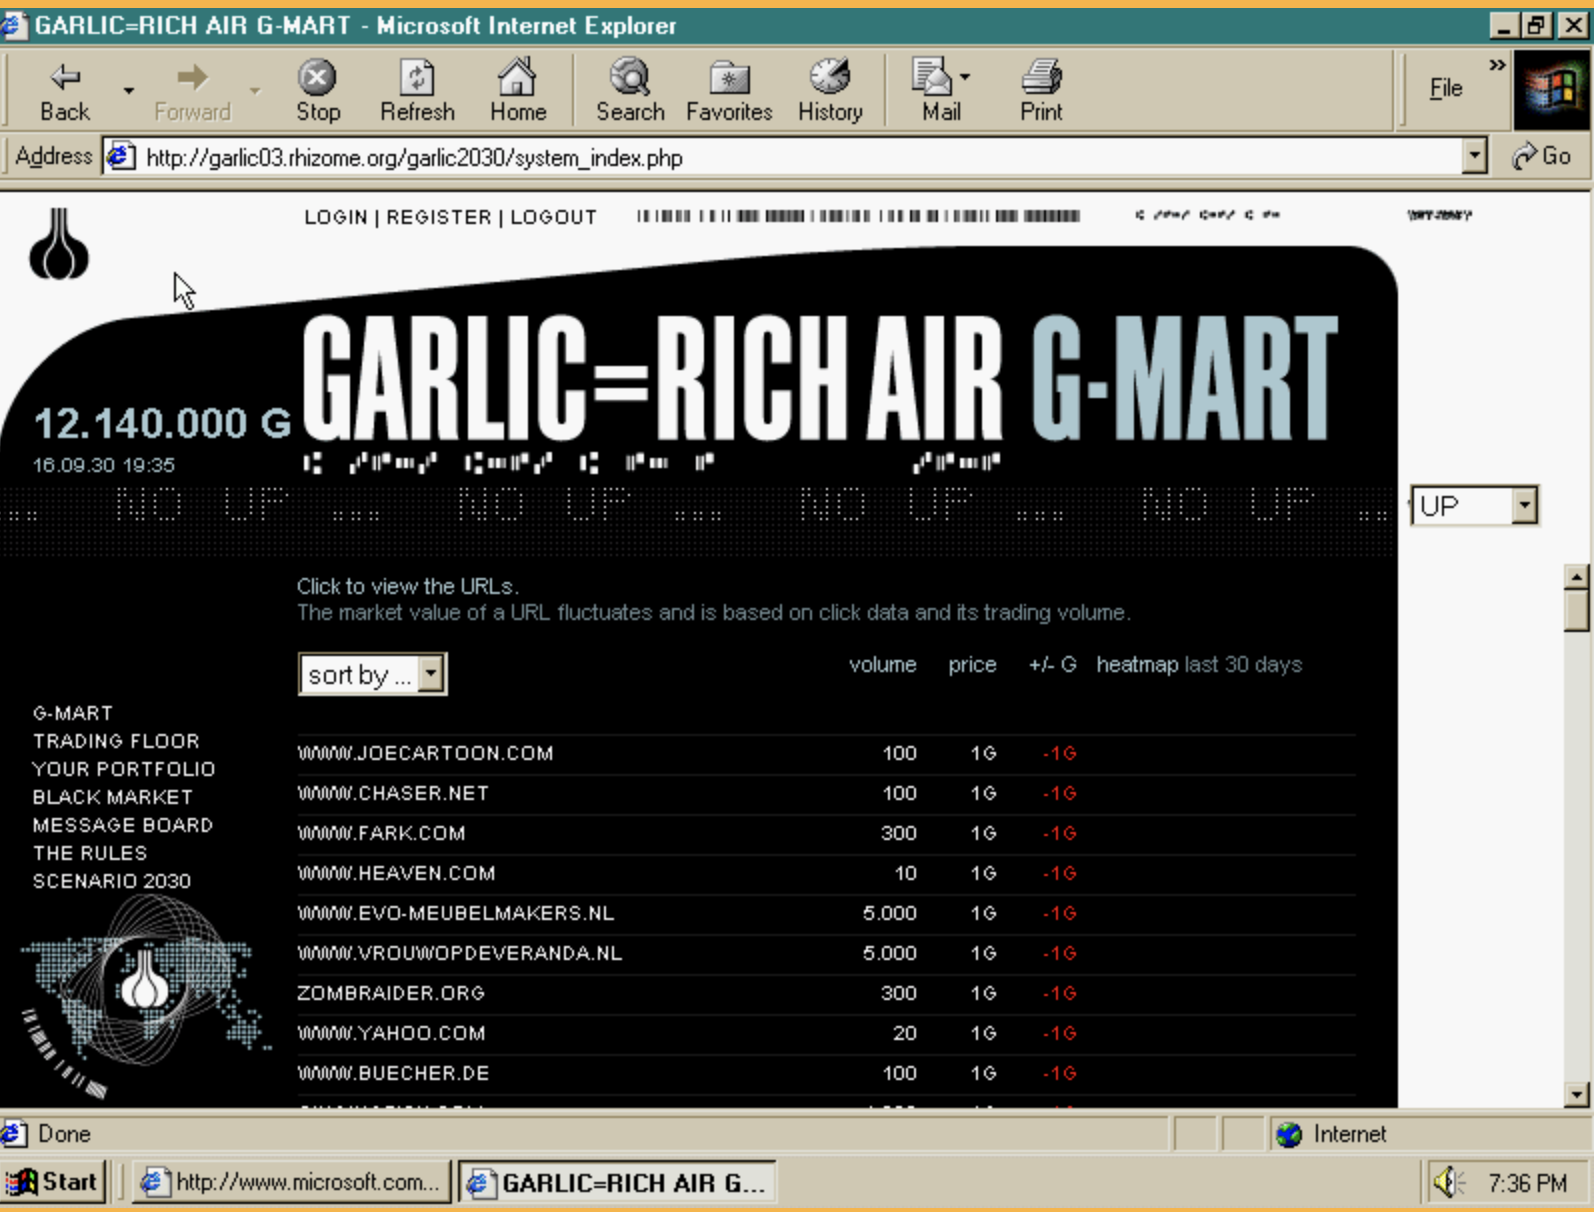 GARLIC=RICH AIR G-MART - Microsoft Internet Explorer
Back Forward Stop Refresh Home Search Favorites History Mail Print File »
Address http://garlic03.rhizome.org/garlic2030/system_index.php Go
LOGIN | REGISTER | LOGOUT
GARLIC=RICH AIR G-MART
12.140.000 G
16.09.30 19:35
... NO UP ... NO UP ... NO UP ... NO UP ...
UP
Click to view the URLs.
The market value of a URL fluctuates and is based on click data and its trading volume.
sort by ... volume price +/- G heatmap last 30 days
G-MART
TRADING FLOOR
YOUR PORTFOLIO
BLACK MARKET
MESSAGE BOARD
THE RULES
SCENARIO 2030
WWW.JOECARTOON.COM 100 1G -1G
WWW.CHASER.NET 100 1G -1G
WWW.FARK.COM 300 1G -1G
WWW.HEAVEN.COM 10 1G -1G
WWW.EVO-MEUBELMAKERS.NL 5.000 1G -1G
WWW.VROUWOPDEVERANDA.NL 5.000 1G -1G
ZOMBRAIDER.ORG 300 1G -1G
WWW.YAHOO.COM 20 1G -1G
WWW.BUECHER.DE 100 1G -1G
Done Internet
Start http://www.microsoft.com... GARLIC=RICH AIR G... 7:36 PM